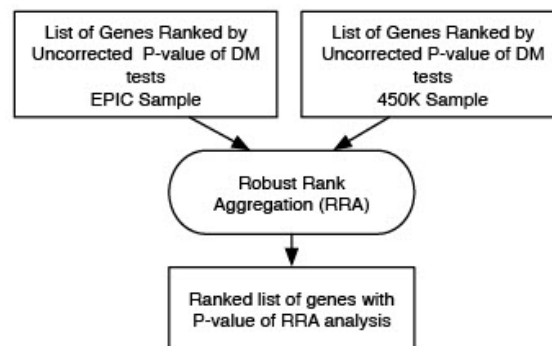 List of Genes Ranked by
Uncorrected P-value of DM
tests
EPIC Sample
List of Genes Ranked by
Uncorrected P-value of DM
tests
450K Sample
Robust Rank
Aggregation (RRA)
Ranked list of genes with
P-value of RRA analysis